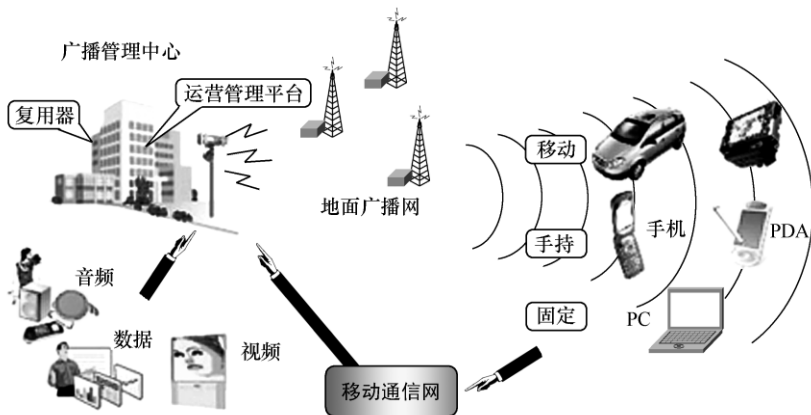 广播管理中心
复用器
运营管理平台
地面广播网
移动
手持
手机
PDA
固定
PC
音频
数据
视频
移动通信网